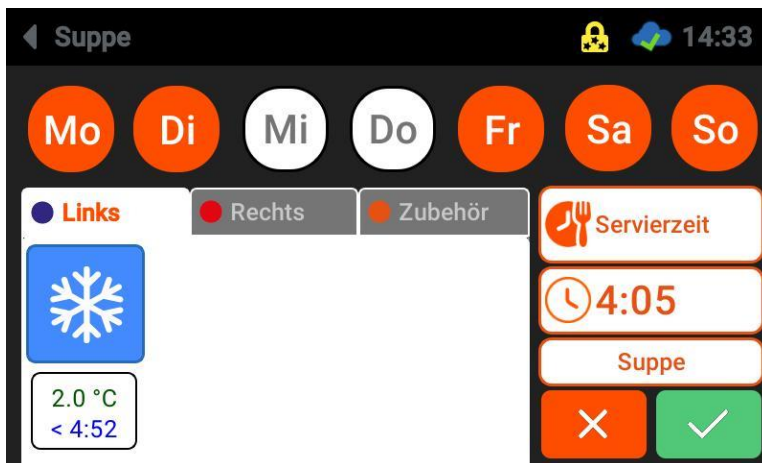 Suppe
14:33
Mo Di Mi Do Fr Sa So
Links Rechts Zubehör
Servierzeit
4:05
Suppe
2.0 °C
< 4:52